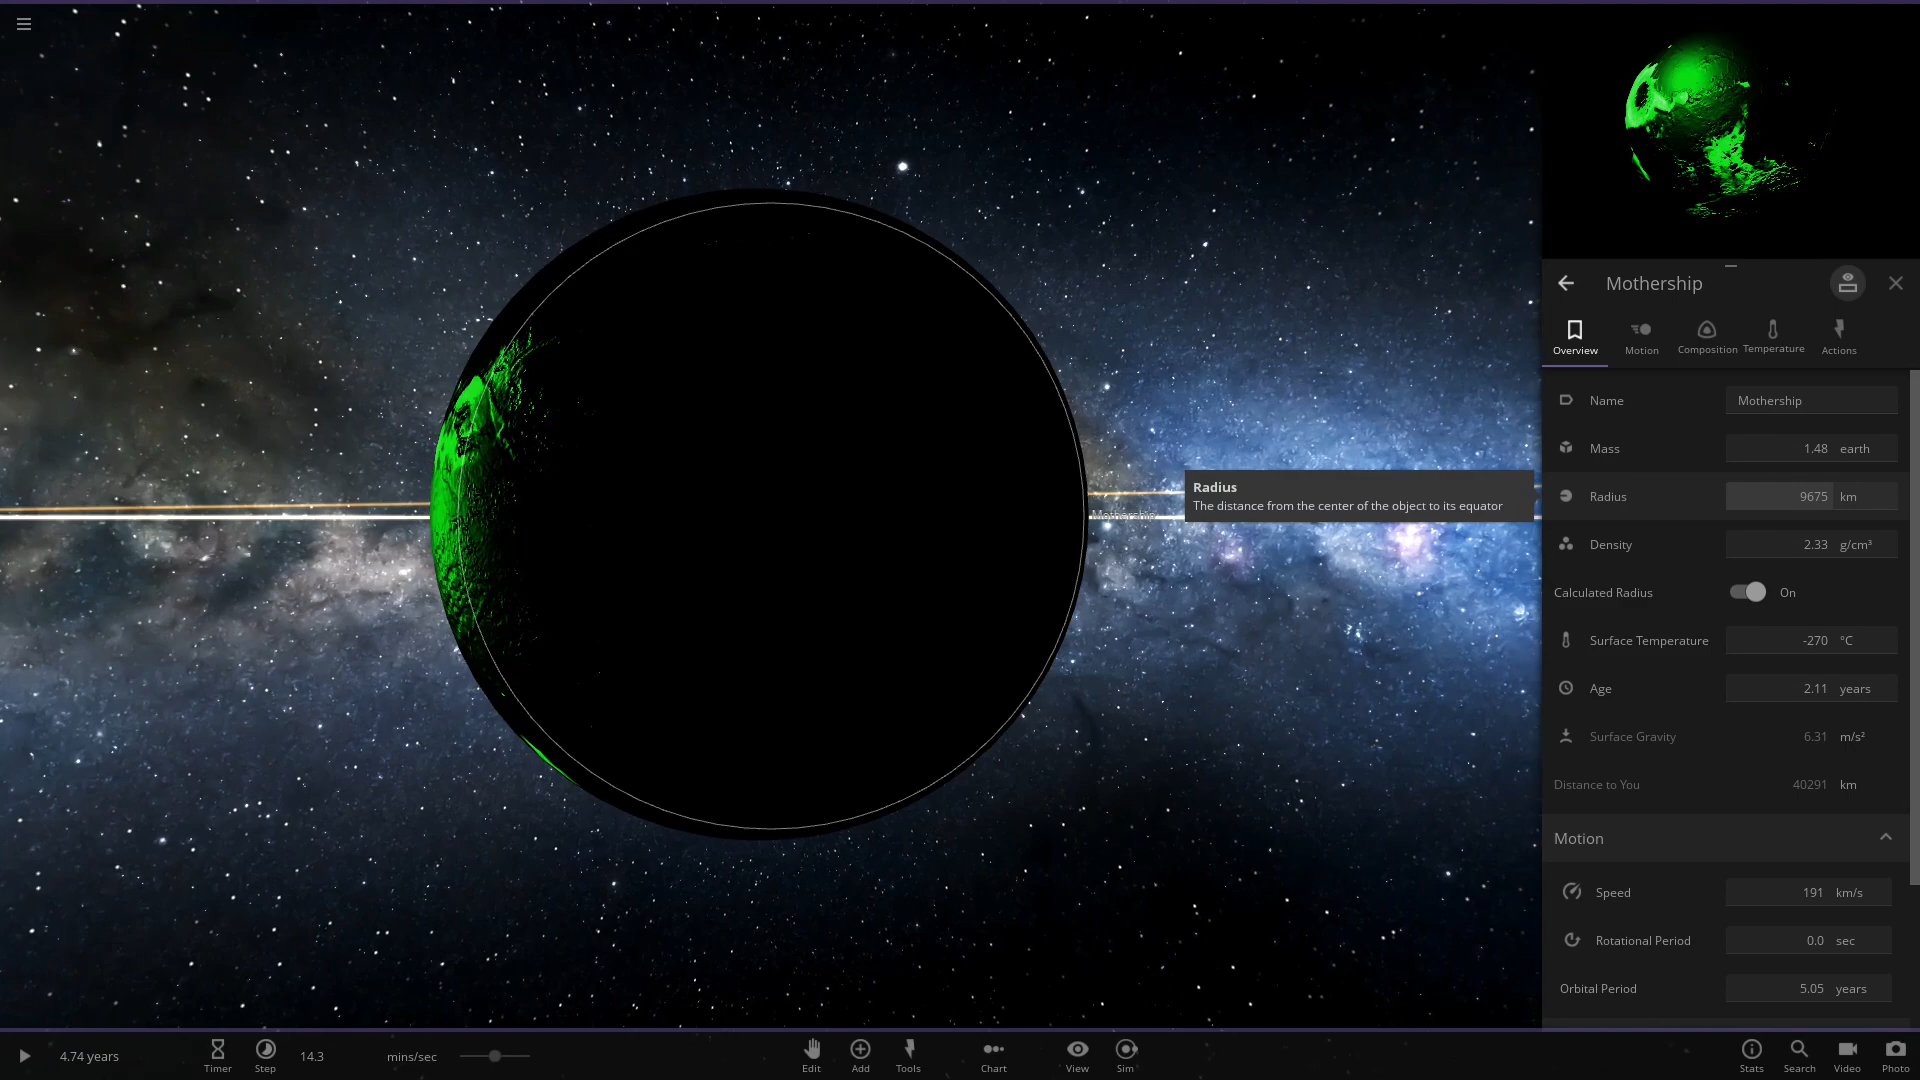 Mothership
Radius
The distance from the center of the object to its equator
Mothership
Overview
Motion
Composition
Temperature
Actions
Name Mothership
Mass 1.48 earth
Radius 9675 km
Density 2.33 g/cm³
Calculated Radius On
Surface Temperature -270 °C
Age 2.11 years
Surface Gravity 6.31 m/s²
Distance to You 40291 km
Motion
Speed 191 km/s
Rotational Period 0.0 sec
Orbital Period 5.05 years
4.74 years
Timer
Step
14.3 mins/sec
Edit
Add
Tools
Chart
View
Sim
Stats
Search
Video
Photo